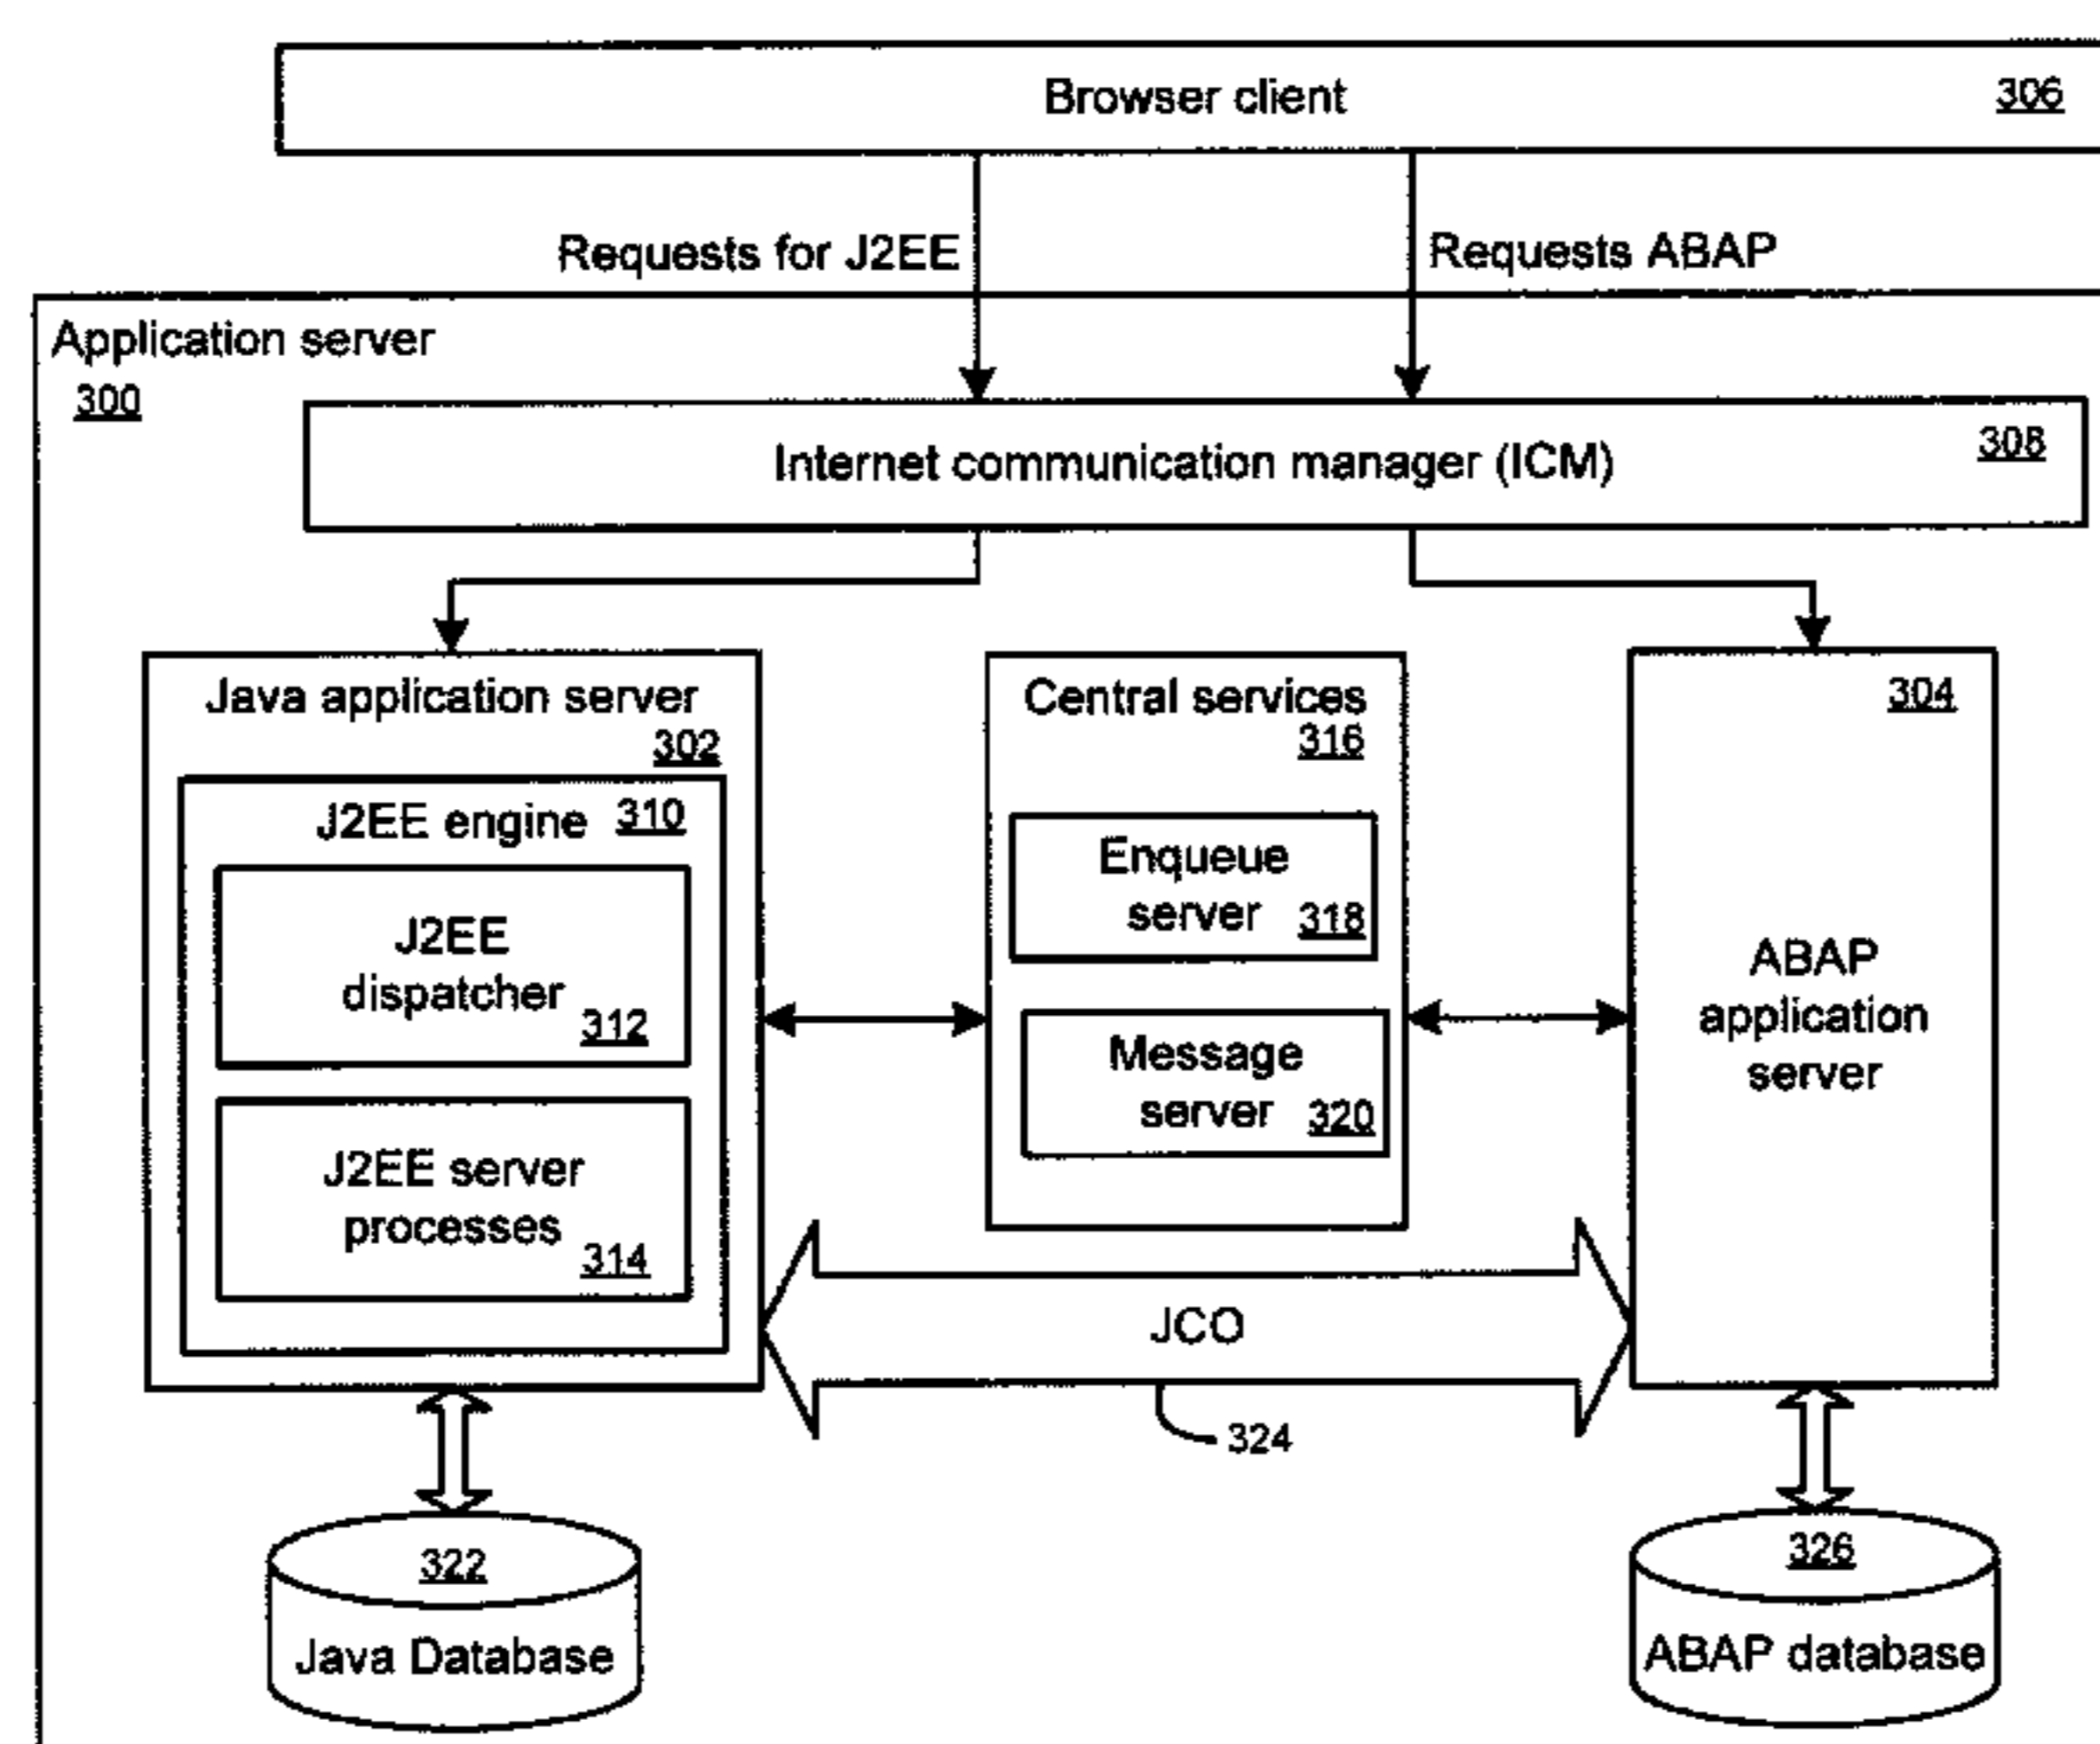 Browser client 306
Requests for J2EE
Requests ABAP
Application server
300
Internet communication manager (ICM) 308
Java application server
302
J2EE engine 310
J2EE
dispatcher
312
J2EE server
processes
314
Central services
316
Enqueue
server 318
Message
server 320
304
ABAP
application
server
JCO
324
322
Java Database
326
ABAP database